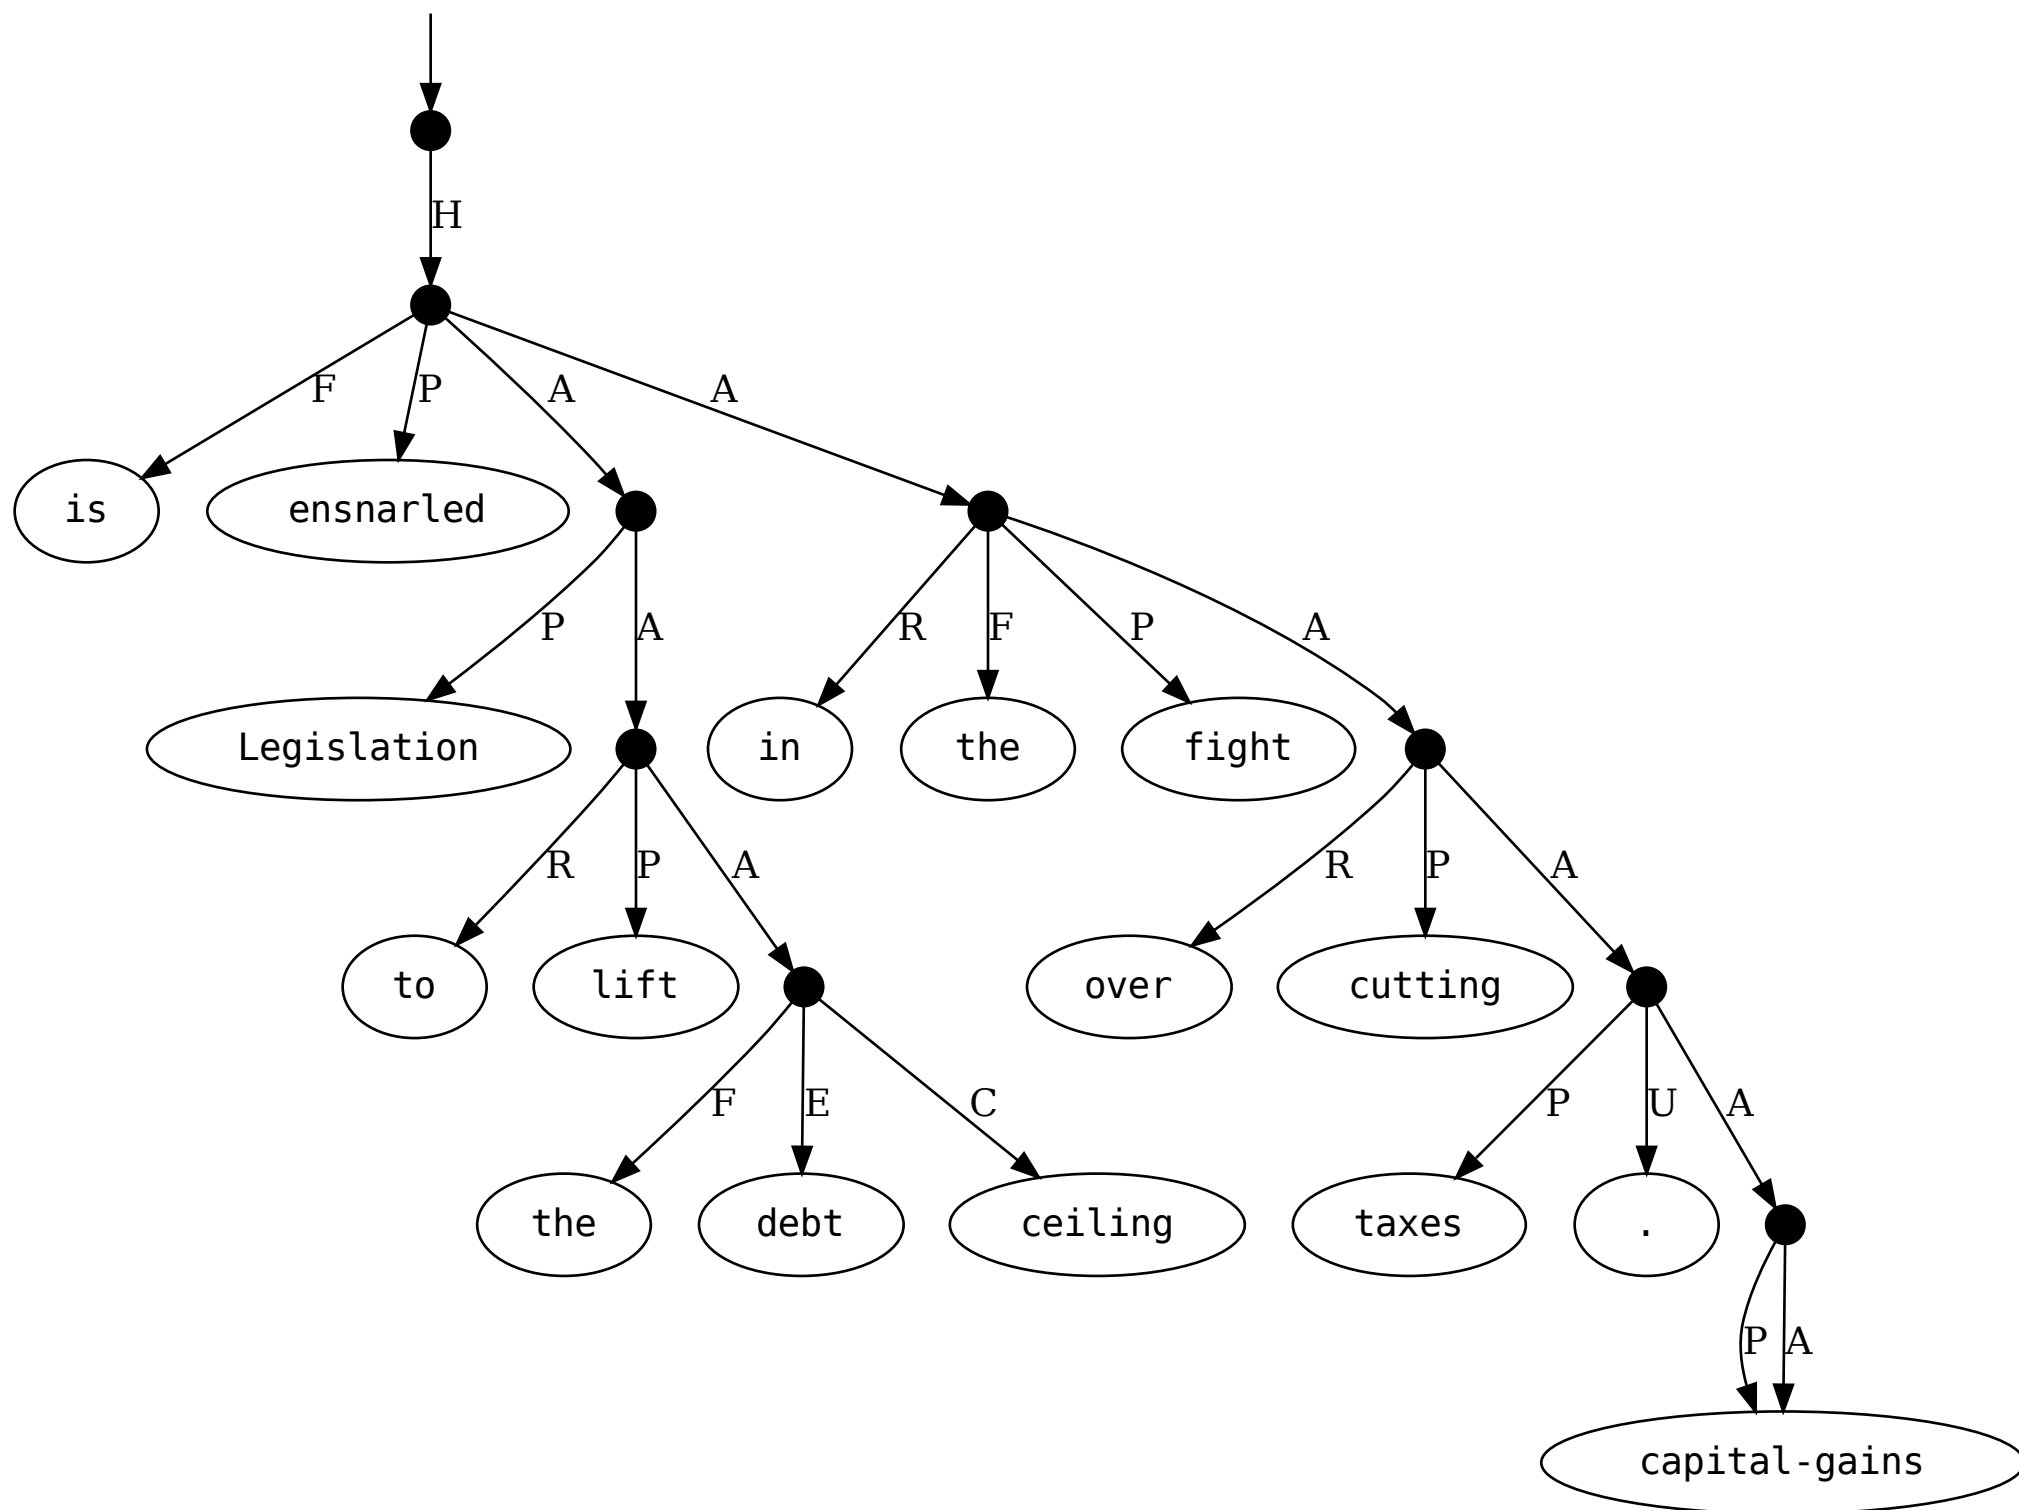 H
F P A A
is ensnarled
P A R F P A
Legislation in the fight
R P A R P A
to lift over cutting
F E C P U A
the debt ceiling taxes .
P A
capital-gains